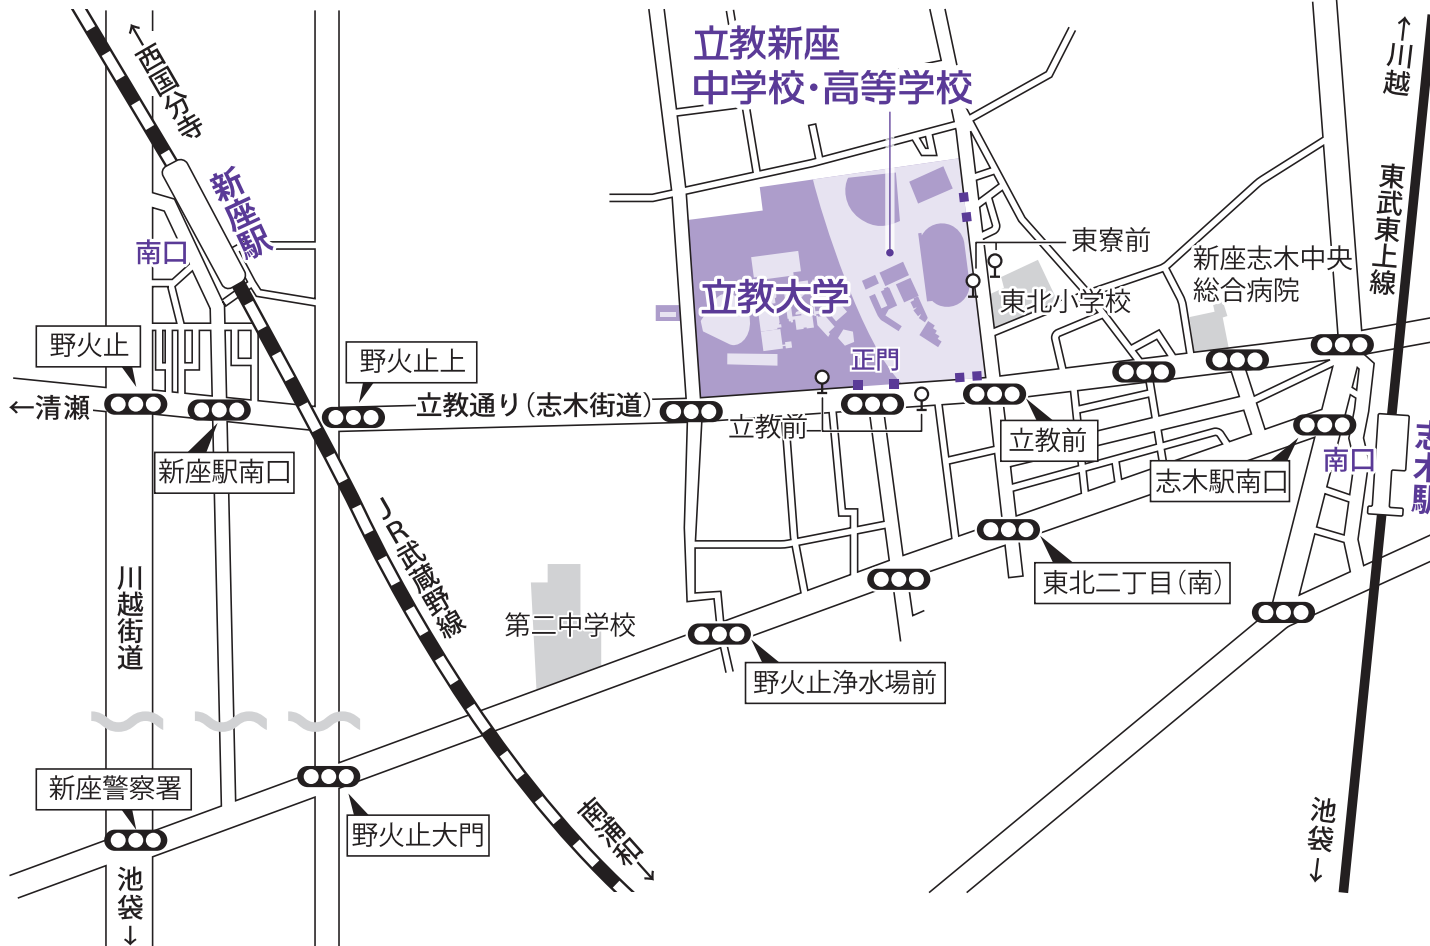 ↑西国分寺
立教新座
中学校・高等学校
↑川越
新座駅
南口
東武東上線
東寮前
新座志木中央
総合病院
東北小学校
立教大学
野火止
野火止上
正門
←清瀬
立教通り（志木街道）
立教前
立教前
新座駅南口
南口
志木駅
志木駅南口
JR武蔵野線
川越街道
東北二丁目（南）
第二中学校
野火止浄水場前
新座警察署
野火止大門
南浦和→
池袋↓
池袋↓